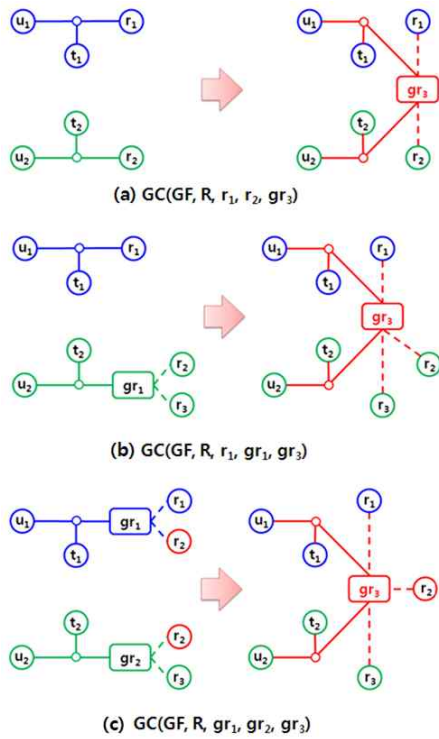 u₁ r₁ u₁ r₁
t₁ t₁
gr₃
t₂ t₂
u₂ r₂ u₂ r₂
(a) GC(GF, R, r₁, r₂, gr₃)
u₁ r₁ u₁ r₁
t₁ t₁
gr₃
t₂ r₂ t₂ r₂
u₂ gr₁ u₂
r₃ r₃
(b) GC(GF, R, r₁, gr₁, gr₃)
r₁ r₁
u₁ gr₁ u₁
t₁ r₂ t₁
gr₃ r₂
t₂ r₂ t₂
u₂ gr₂ u₂
r₃ r₃
(c) GC(GF, R, gr₁, gr₂, gr₃)